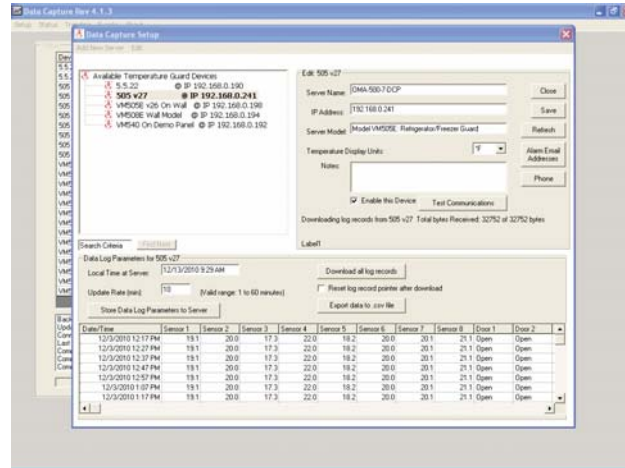 Data Capture Rev 4.1.3
Setup Status
Data Capture Setup
Add New Server Edit
Available Temperature Guard Devices
5.5.22 @ IP 192.168.0.190
505 v27 @ IP 192.168.0.241
VM505E v26 On Wall @ IP 192.168.0.198
VM508E Wall Model @ IP 192.168.0.194
VM540 On Demo Panel @ IP 192.168.0.192
Search Criteria Find Next
Edit: 505 v27
Server Name: OMA-500-7 DCP
IP Address: 192.168.0.241
Server Model: Model VM505E Refrigerator/Freezer Guard
Temperature Display Units: °F
Notes:
Enable this Device Test Communications
Downloading log records from 505 v27 Total bytes Received: 32752 of 32752 bytes
Label1
Close
Save
Refresh
Alarm Email Addresses
Phone
Data Log Parameters for 505 v27
Local Time at Server: 12/13/2010 9:29 AM
Update Rate (min): 10 (Valid range: 1 to 60 minutes)
Store Data Log Parameters to Server
Download all log records
Reset log record pointer after download
Export data to .csv file
Date/Time Sensor 1 Sensor 2 Sensor 3 Sensor 4 Sensor 5 Sensor 6 Sensor 7 Sensor 8 Door 1 Door 2
12/3/2010 12:17 PM 19.1 20.0 17.3 22.0 18.2 20.0 20.1 21.1 Open Open
12/3/2010 12:27 PM 19.1 20.0 17.3 22.0 18.2 20.0 20.1 21.1 Open Open
12/3/2010 12:37 PM 19.1 20.0 17.3 22.0 18.2 20.0 20.1 21.1 Open Open
12/3/2010 12:47 PM 19.1 20.0 17.3 22.0 18.2 20.0 20.1 21.1 Open Open
12/3/2010 12:57 PM 19.1 20.0 17.3 22.0 18.2 20.0 20.1 21.1 Open Open
12/3/2010 1:07 PM 19.1 20.0 17.3 22.0 18.2 20.0 20.1 21.1 Open Open
12/3/2010 1:17 PM 19.1 20.0 17.3 22.0 18.2 20.0 20.1 21.1 Open Open